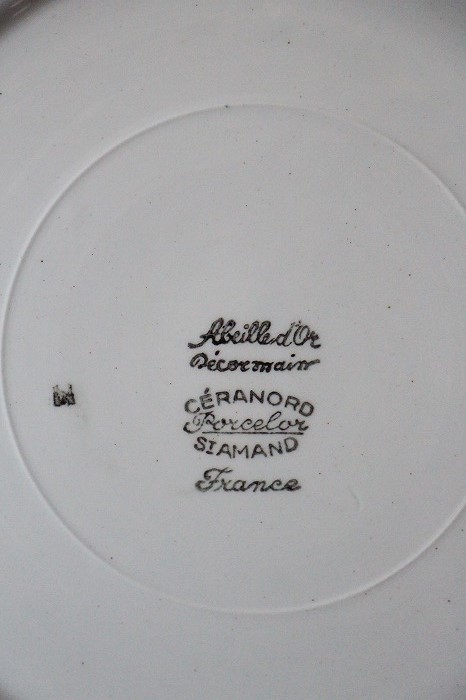 Abeille d'Or
Décor main
CÉRANORD
Porcelor
ST AMAND
France